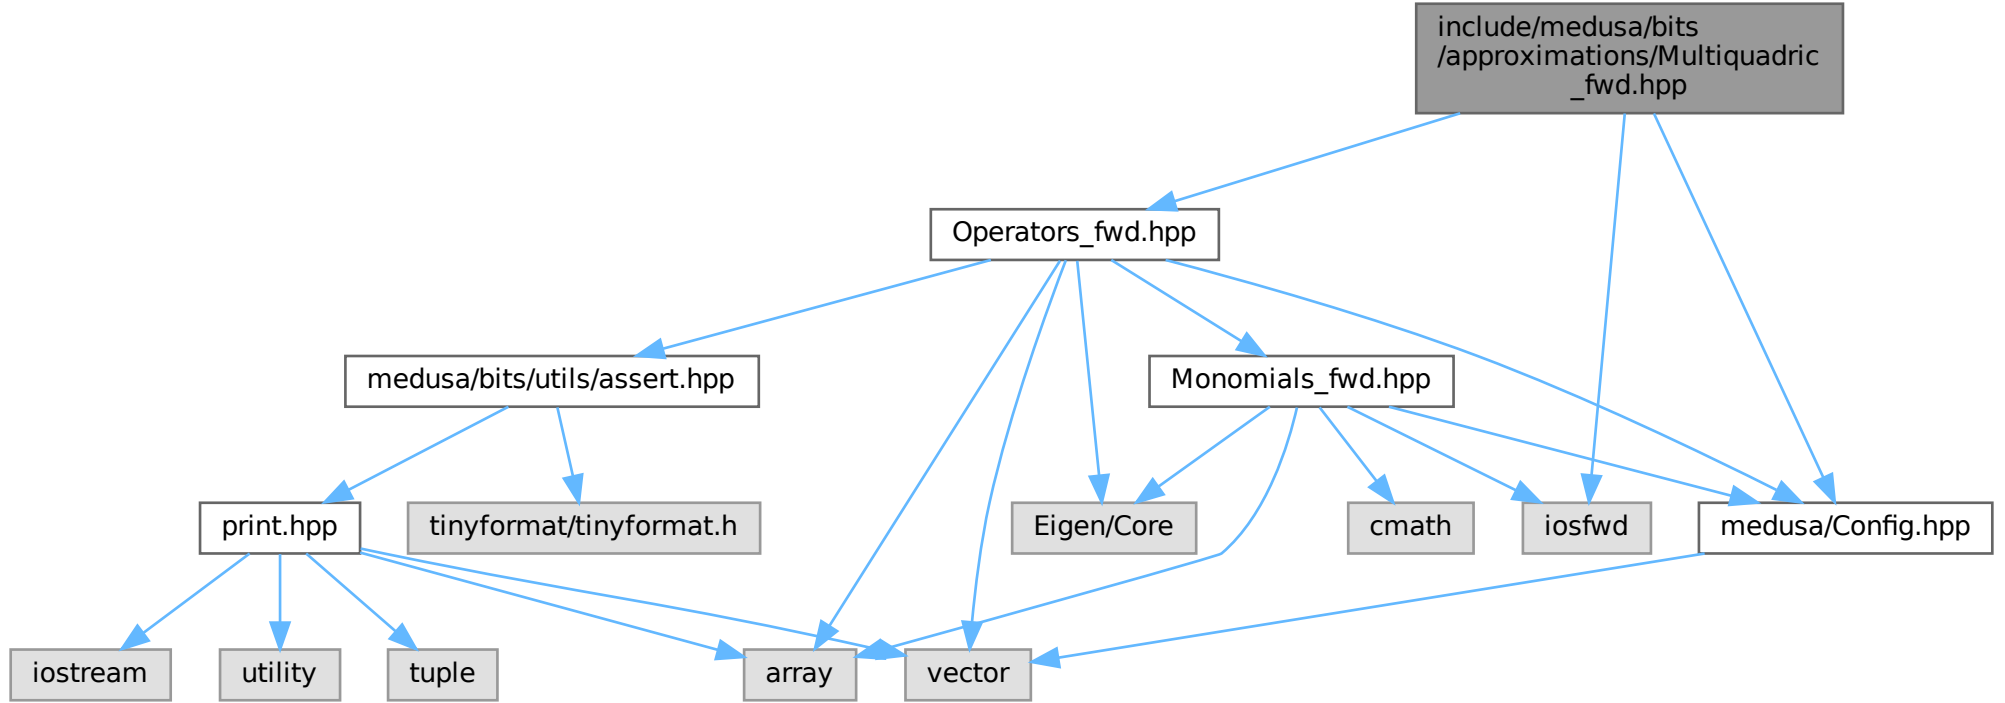 include/medusa/bits
/approximations/Multiquadric
_fwd.hpp
Operators_fwd.hpp
medusa/bits/utils/assert.hpp
Monomials_fwd.hpp
print.hpp
tinyformat/tinyformat.h
Eigen/Core
cmath
iosfwd
medusa/Config.hpp
iostream
utility
tuple
array
vector